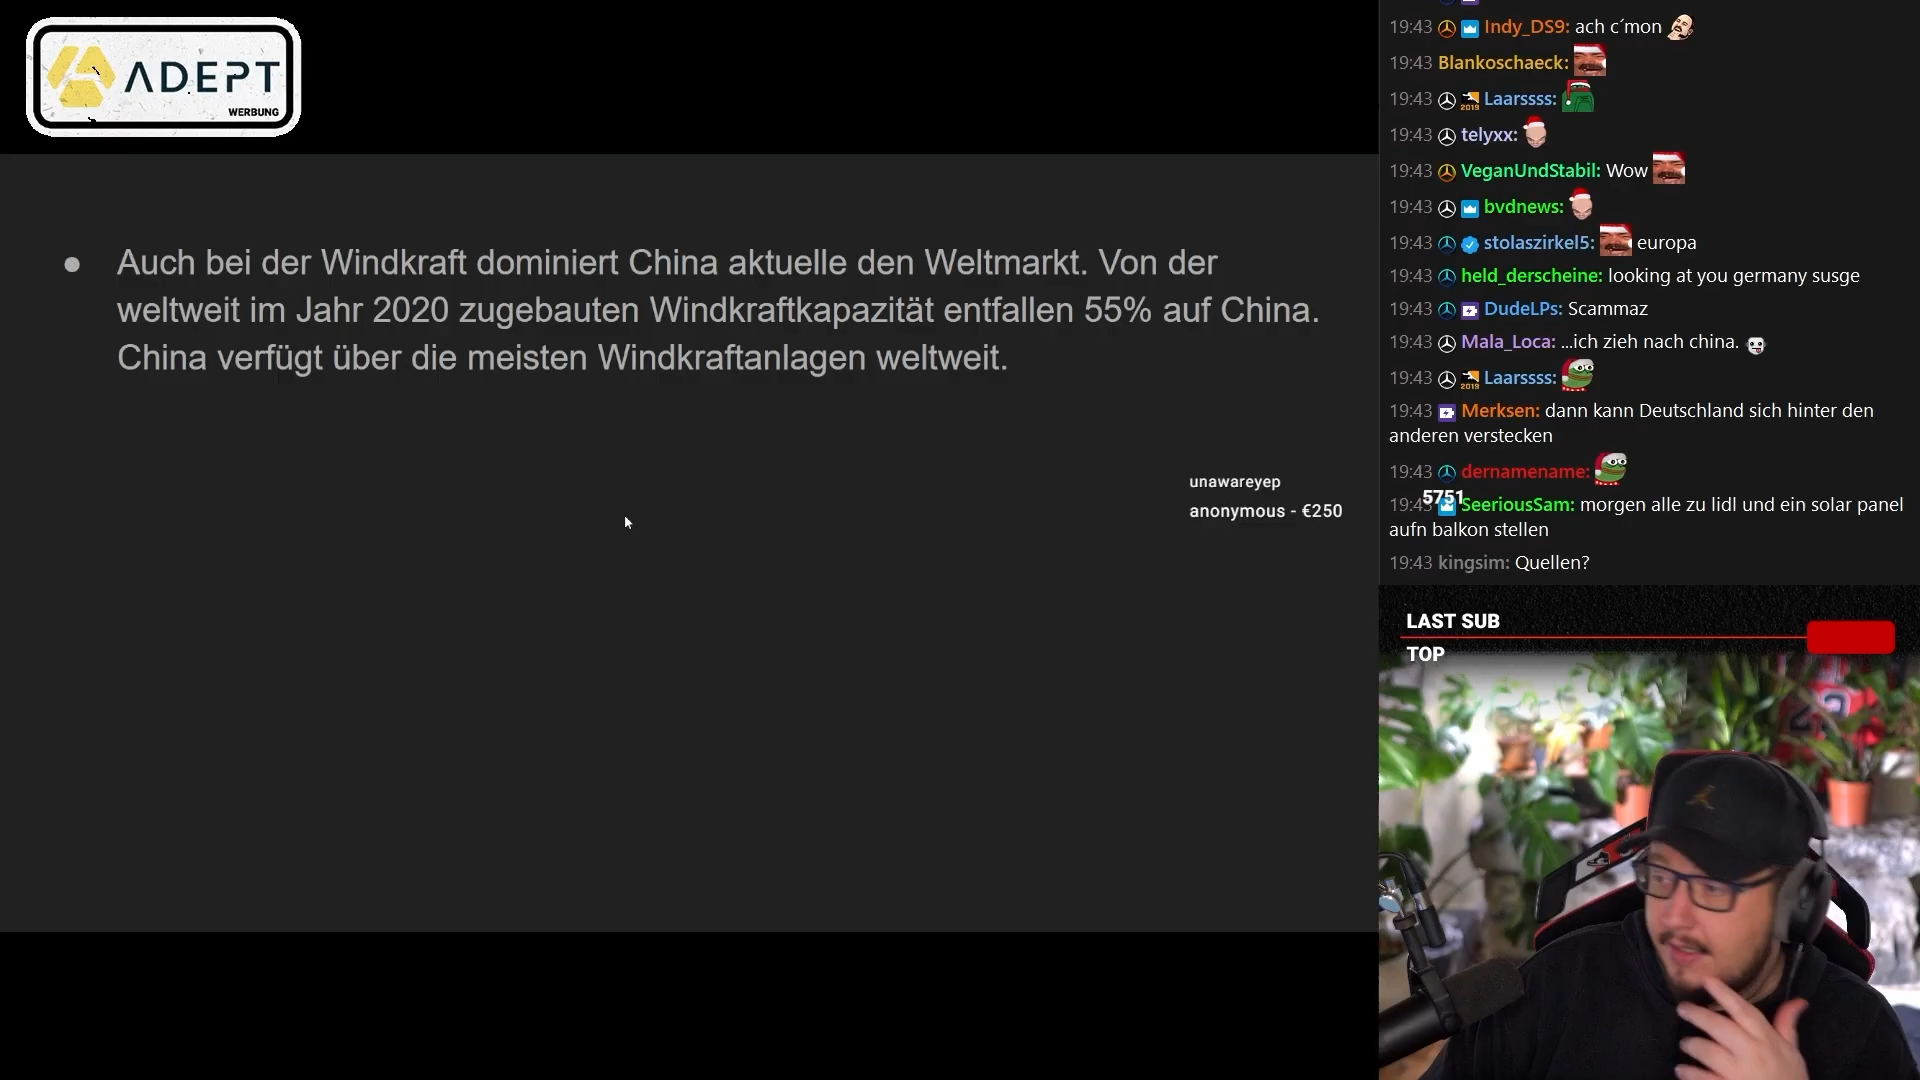 ADEPT
WERBUNG
Auch bei der Windkraft dominiert China aktuelle den Weltmarkt. Von der
weltweit im Jahr 2020 zugebauten Windkraftkapazität entfallen 55% auf China.
China verfügt über die meisten Windkraftanlagen weltweit.
unawareyep
anonymous - €250
19:43 Indy_DS9: ach c´mon
19:43 Blankoschaeck:
19:43 2019 Laarssss:
19:43 telyxx:
19:43 VeganUndStabil: Wow
19:43 bvdnews:
19:43 stolaszirkel5: europa
19:43 held_derscheine: looking at you germany susge
19:43 DudeLPs: Scammaz
19:43 Mala_Loca: ...ich zieh nach china.
19:43 2019 Laarssss:
19:43 Merksen: dann kann Deutschland sich hinter den
anderen verstecken
19:43 dernamename:
5751
19:43 SeeriousSam: morgen alle zu lidl und ein solar panel
aufn balkon stellen
19:43 kingsim: Quellen?
LAST SUB
TOP